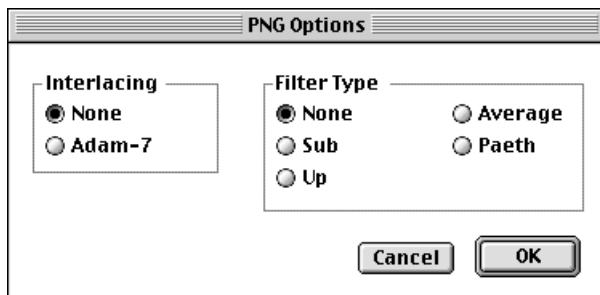 PNG Options
Interlacing
None
Adam-7
Filter Type
None
Sub
Up
Average
Paeth
Cancel
OK